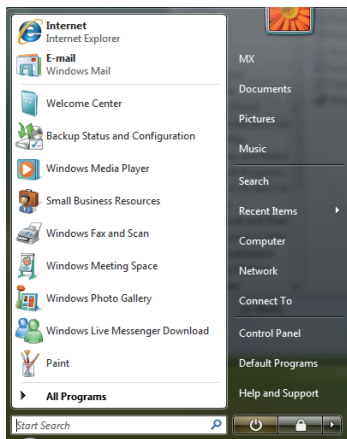 Internet
Internet Explorer
E-mail
Windows Mail
Welcome Center
Backup Status and Configuration
Windows Media Player
Small Business Resources
Windows Fax and Scan
Windows Meeting Space
Windows Photo Gallery
Windows Live Messenger Download
Paint
All Programs
Start Search
MX
Documents
Pictures
Music
Search
Recent Items
Computer
Network
Connect To
Control Panel
Default Programs
Help and Support